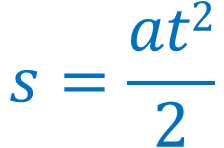 s = at²/2